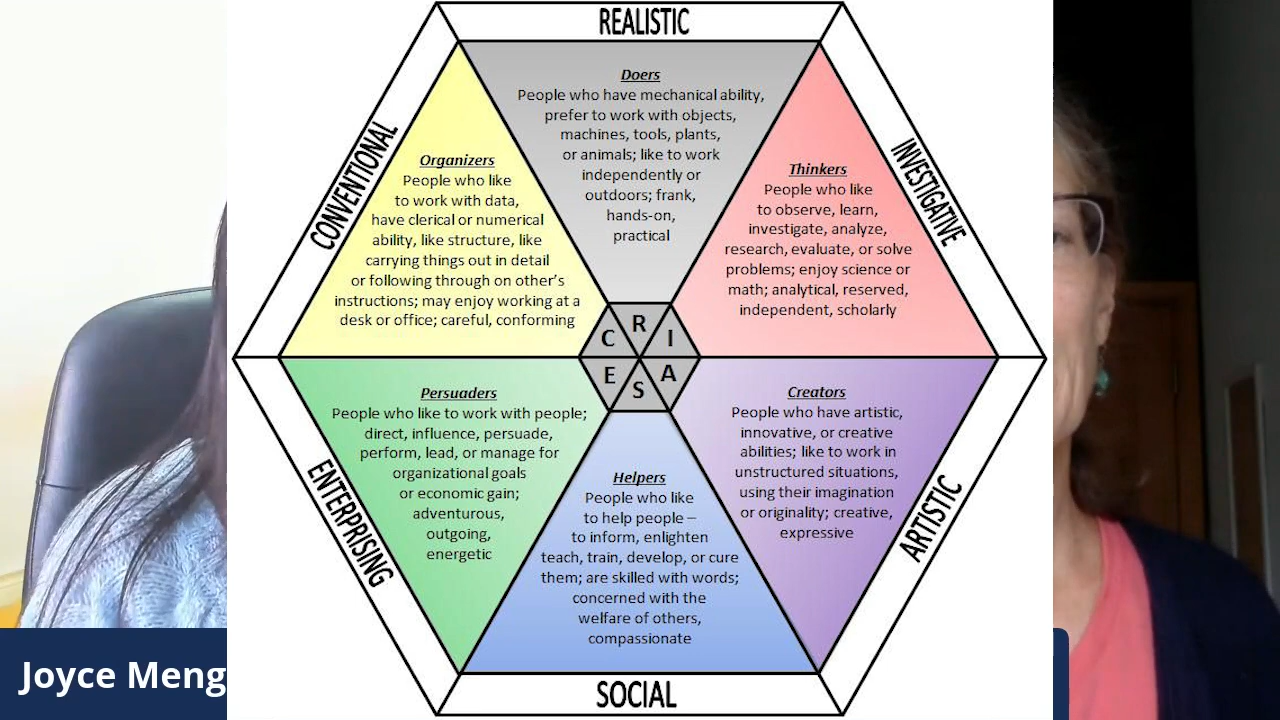 REALISTIC
Doers
People who have mechanical ability,
prefer to work with objects,
machines, tools, plants,
or animals; like to work
independently or
outdoors; frank,
hands-on,
practical
INVESTIGATIVE
Thinkers
People who like
to observe, learn,
investigate, analyze,
research, evaluate, or solve
problems; enjoy science or
math; analytical, reserved,
independent, scholarly
CONVENTIONAL
Organizers
People who like
to work with data,
have clerical or numerical
ability, like structure, like
carrying things out in detail
or following through on other’s
instructions; may enjoy working at a
desk or office; careful, conforming
R
I
C
E
S
A
ENTERPRISING
Persuaders
People who like to work with people;
direct, influence, persuade,
perform, lead, or manage for
organizational goals
or economic gain;
adventurous,
outgoing,
energetic
ARTISTIC
Creators
People who have artistic,
innovative, or creative
abilities; like to work in
unstructured situations,
using their imagination
or originality; creative,
expressive
Helpers
People who like
to help people –
to inform, enlighten
teach, train, develop, or cure
them; are skilled with words;
concerned with the
welfare of others,
compassionate
SOCIAL
Joyce Meng